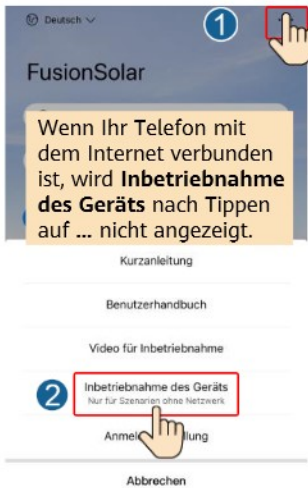 Deutsch
1
FusionSolar
Wenn Ihr Telefon mit
dem Internet verbunden
ist, wird Inbetriebnahme
des Geräts nach Tippen
auf ... nicht angezeigt.
Kurzanleitung
Benutzerhandbuch
Video für Inbetriebnahme
2
Inbetriebnahme des Geräts
Nur für Szenarien ohne Netzwerk
Abbrechen